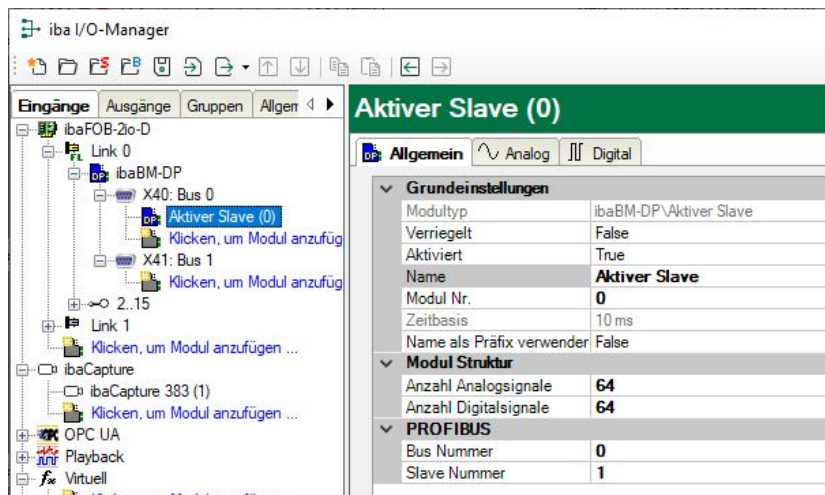 iba I/O-Manager
Eingänge Ausgänge Gruppen Allgem
ibaFOB-2io-D
Link 0
ibaBM-DP
X40: Bus 0
Aktiver Slave (0)
Klicken, um Modul anzufüg
X41: Bus 1
Klicken, um Modul anzufüg
2..15
Link 1
Klicken, um Modul anzufügen ...
ibaCapture
ibaCapture 383 (1)
Klicken, um Modul anzufügen ...
OPC UA
Playback
Virtuell
Aktiver Slave (0)
Allgemein Analog Digital
Grundeinstellungen
Modultyp ibaBM-DP\Aktiver Slave
Verriegelt False
Aktiviert True
Name Aktiver Slave
Modul Nr. 0
Zeitbasis 10 ms
Name als Präfix verwender False
Modul Struktur
Anzahl Analogsignale 64
Anzahl Digitalsignale 64
PROFIBUS
Bus Nummer 0
Slave Nummer 1